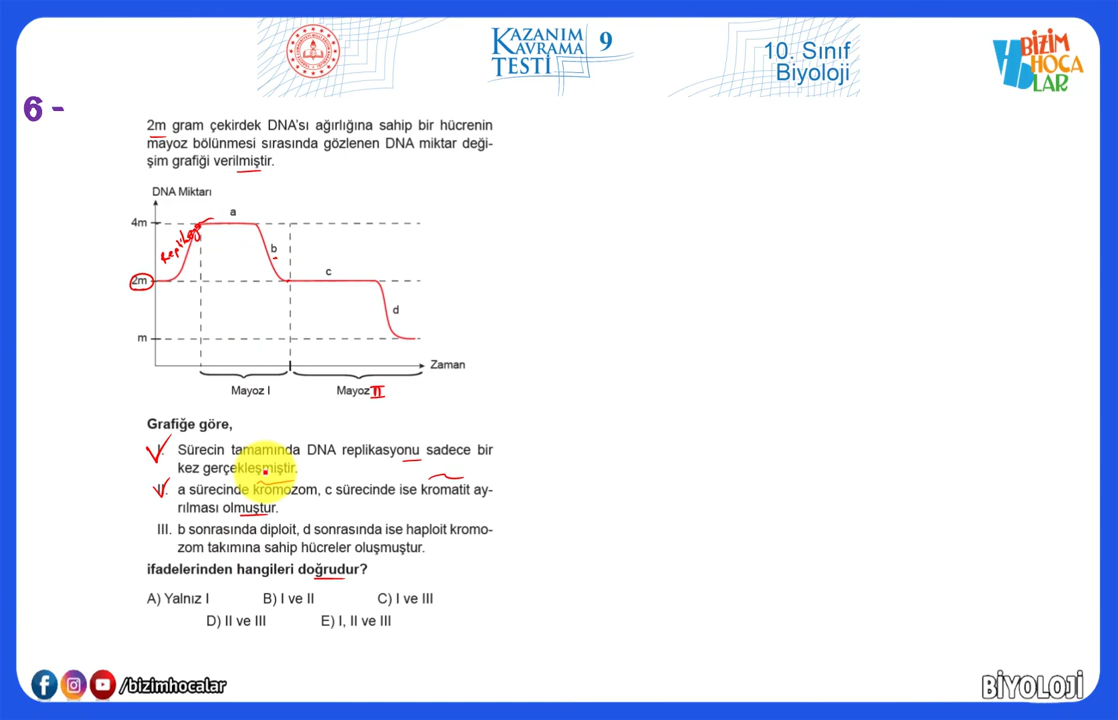 KAZANIM
KAVRAMA
TESTİ
9
10. Sınıf
Biyoloji
BİZİM
HOCA
LAR
6 -
2m gram çekirdek DNA'sı ağırlığına sahip bir hücrenin
mayoz bölünmesi sırasında gözlenen DNA miktar deği-
şim grafiği verilmiştir.
DNA Miktarı
4m
a
Replikasyon
b
2m
c
d
m
Zaman
Mayoz I
Mayoz II
Grafiğe göre,
I. Sürecin tamamında DNA replikasyonu sadece bir
kez gerçekleşmiştir.
II. a sürecinde kromozom, c sürecinde ise kromatit ay-
rılması olmuştur.
III. b sonrasında diploit, d sonrasında ise haploit kromo-
zom takımına sahip hücreler oluşmuştur.
ifadelerinden hangileri doğrudur?
A) Yalnız I B) I ve II C) I ve III
D) II ve III E) I, II ve III
/bizimhocalar
BİYOLOJİ